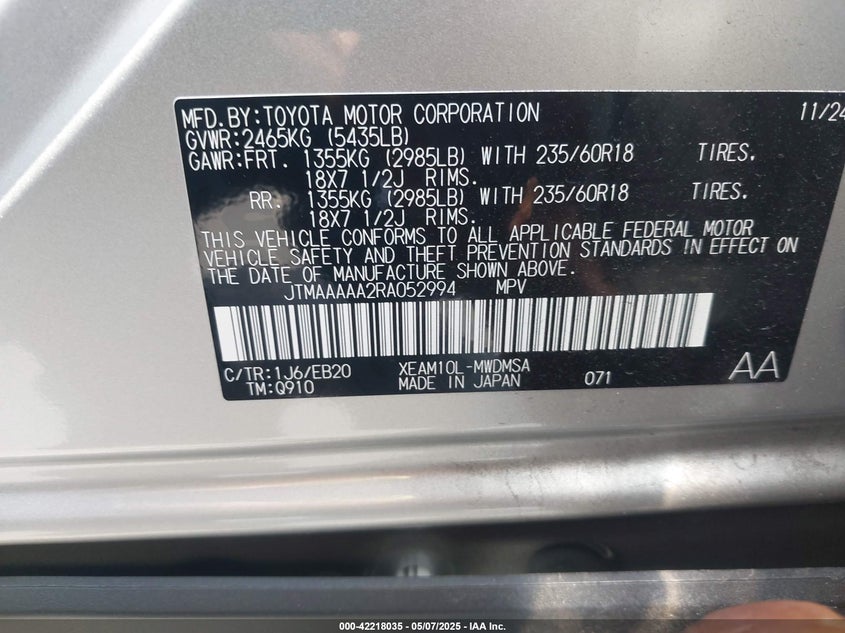 MFD.BY:TOYOTA MOTOR CORPORATION 11/24
GVWR:2465KG (5435LB)
GAWR:FRT. 1355KG (2985LB) WITH 235/60R18 TIRES.
18X7 1/2J RIMS.
RR. 1355KG (2985LB) WITH 235/60R18 TIRES.
18X7 1/2J RIMS.
THIS VEHICLE CONFORMS TO ALL APPLICABLE FEDERAL MOTOR
VEHICLE SAFETY AND THEFT PREVENTION STANDARDS IN EFFECT ON
THE DATE OF MANUFACTURE SHOWN ABOVE.
JTMAAAAA2RA052994 MPV
C/TR:1J6/EB20 XEAM10L-MWDMSA AA
TM:Q910 MADE IN JAPAN 071
000-42218035 - 05/07/2025 - IAA Inc.